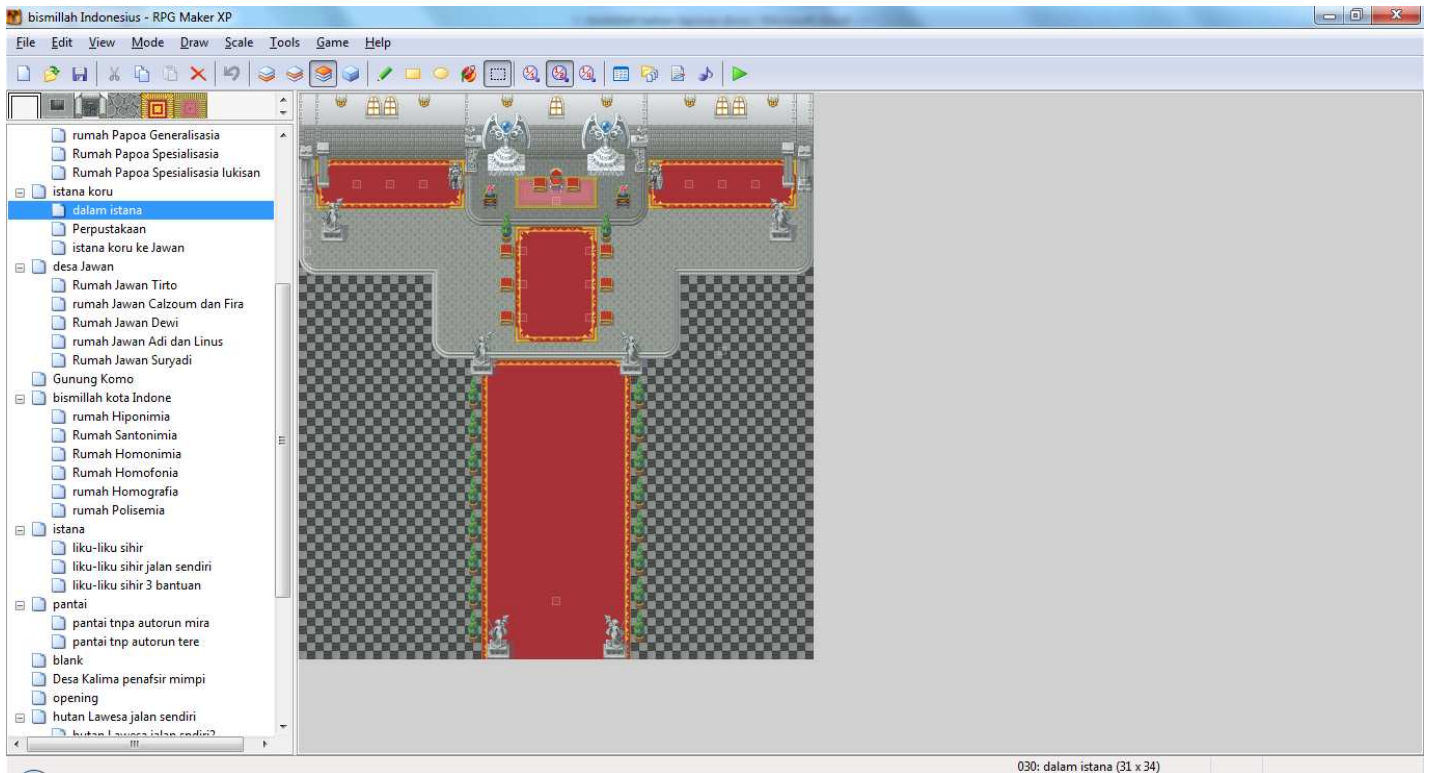 bismillah Indonesius - RPG Maker XP
File Edit View Mode Draw Scale Tools Game Help
rumah Papoa Generalisasia
Rumah Papoa Spesialisasia
Rumah Papoa Spesialisasia lukisan
istana koru
dalam istana
Perpustakaan
istana koru ke Jawan
desa Jawan
Rumah Jawan Tirto
rumah Jawan Calzoum dan Fira
Rumah Jawan Dewi
rumah Jawan Adi dan Linus
Rumah Jawan Suryadi
Gunung Komo
bismillah kota Indone
rumah Hiponimia
Rumah Santonimia
Rumah Homonimia
Rumah Homofonia
rumah Homografia
rumah Polisemia
istana
liku-liku sihir
liku-liku sihir jalan sendiri
liku-liku sihir 3 bantuan
pantai
pantai tnpa autorun mira
pantai tnp autorun tere
blank
Desa Kalima penafsir mimpi
opening
hutan Lawesa jalan sendiri
hutan Lawesa jalan sndiri2
030: dalam istana (31 x 34)